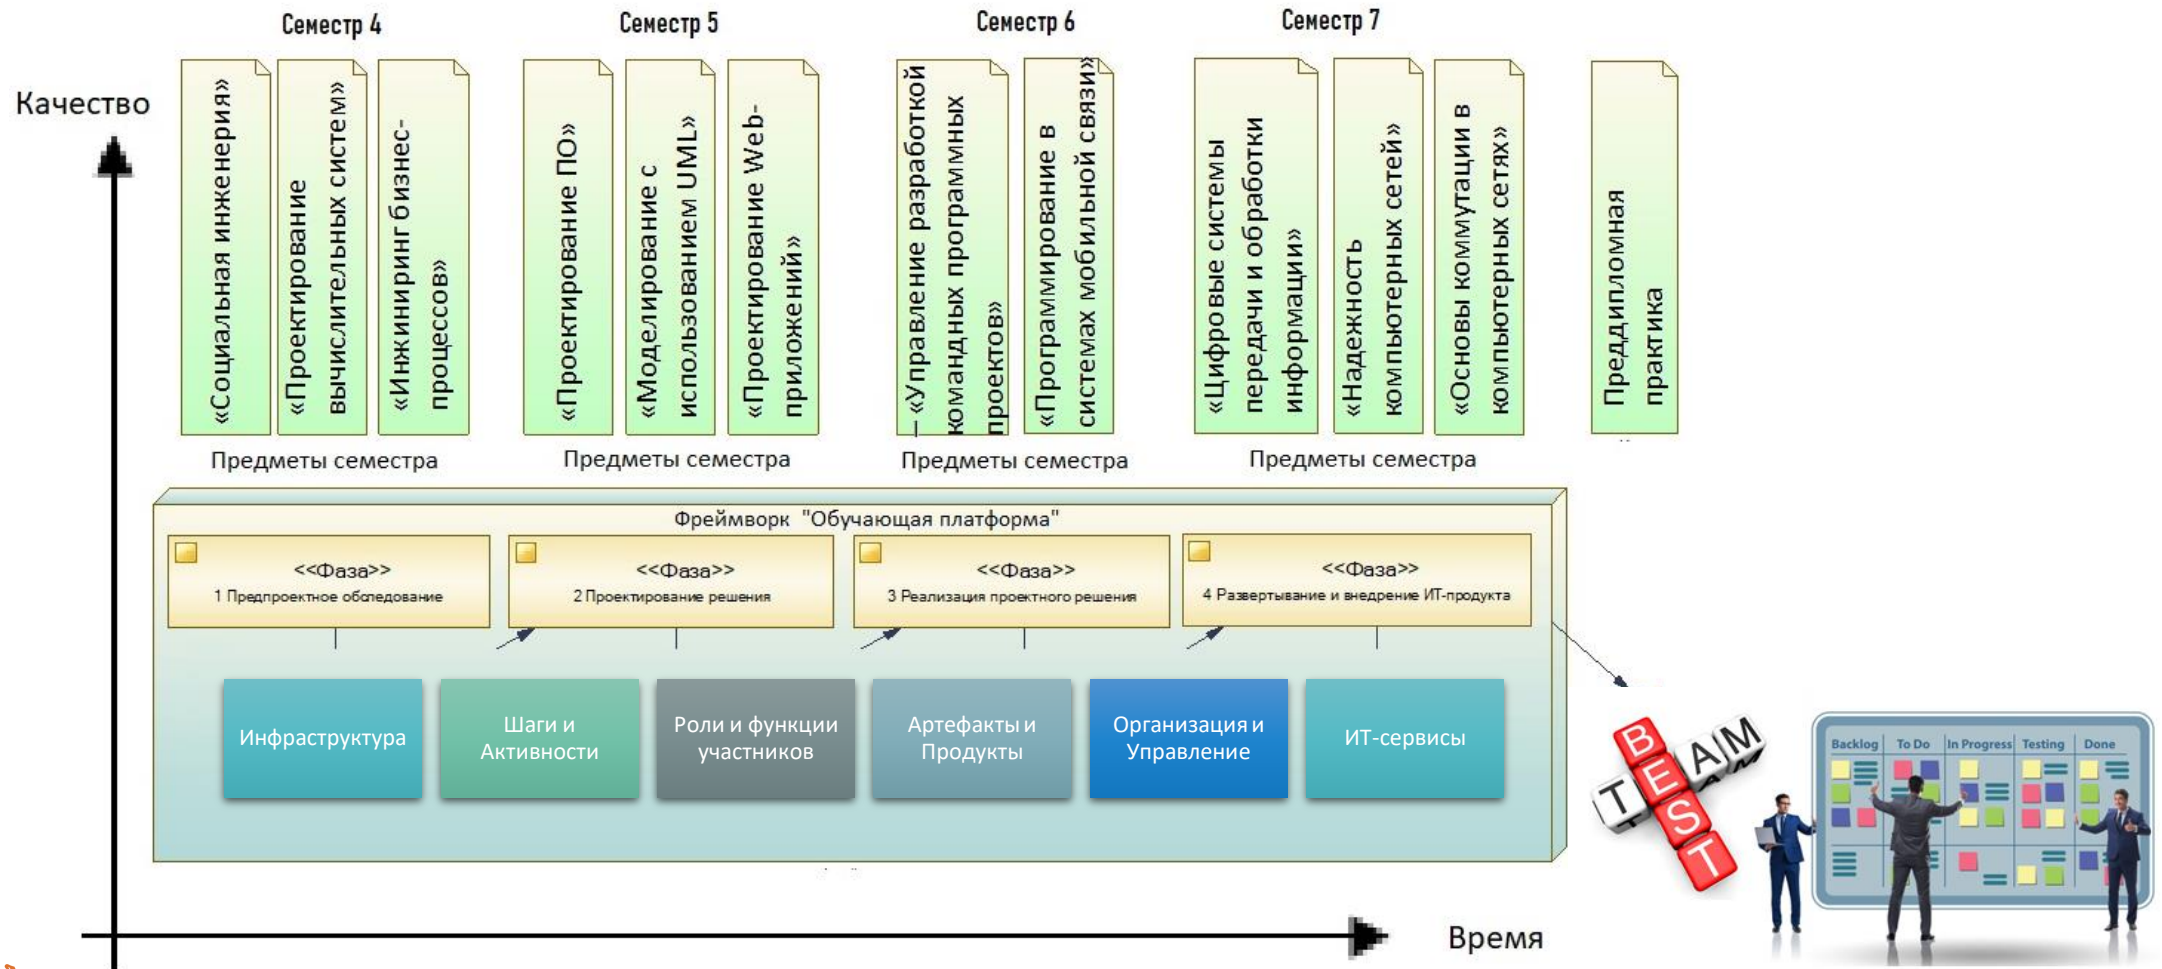 Семестр 4
Семестр 5
Семестр 6
Семестр 7
Качество
«Социальная инженерия»
«Проектирование
вычислительных систем»
«Инжиниринг бизнес-
процессов»
«Проектирование ПО»
«Моделирование с
использованием UML»
«Проектирование Web-
приложений»
– «Управление разработкой
командных программных
проектов»
«Программирование в
системах мобильной связи»
«Цифровые системы
передачи и обработки
информации»
«Надежность
компьютерных сетей»
«Основы коммутации в
компьютерных сетях»
Преддипломная
практика
Предметы семестра
Предметы семестра
Предметы семестра
Предметы семестра
Фреймворк "Обучающая платформа"
<<Фаза>>
1 Предпроектное обследование
<<Фаза>>
2 Проектирование решения
<<Фаза>>
3 Реализация проектного решения
<<Фаза>>
4 Развертывание и внедрение ИТ-продукта
Инфраструктура
Шаги и
Активности
Роли и функции
участников
Артефакты и
Продукты
Организация и
Управление
ИТ-сервисы
BEST
TEAM
Backlog
To Do
In Progress
Testing
Done
Время